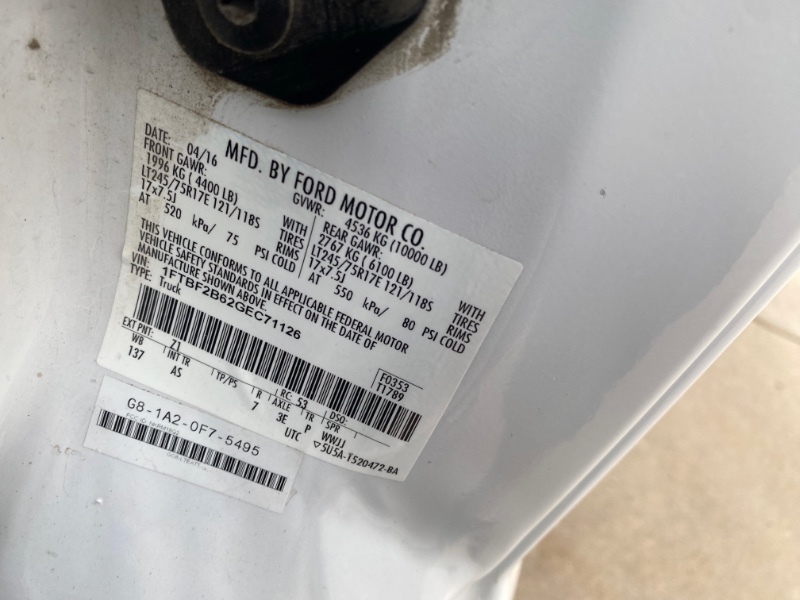 MFD. BY FORD MOTOR CO.
DATE: 04/16
GVWR: 4536 KG (10000 LB)
FRONT GAWR:
1996 KG ( 4400 LB)
WITH
LT245/75R17E 121/118S TIRES
17x7.5J RIMS
AT 520 kPa/ 75 PSI COLD
REAR GAWR:
2767 KG ( 6100 LB)
WITH
LT245/75R17E 121/118S TIRES
17x7.5J RIMS
AT 550 kPa/ 80 PSI COLD
THIS VEHICLE CONFORMS TO ALL APPLICABLE FEDERAL MOTOR
VEHICLE SAFETY STANDARDS IN EFFECT ON THE DATE OF
MANUFACTURE SHOWN ABOVE.
VIN: 1FTBF2B62GEC71126
TYPE: Truck
F0353
T1789
EXT PNT: Z1 RC: 53 DSO:
WB INT TR TP/PS R AXLE TR SPR
137 AS 7 3E P WWJJ
UTC 5U5A-1520472-BA
G8-1A2-0F7-5495